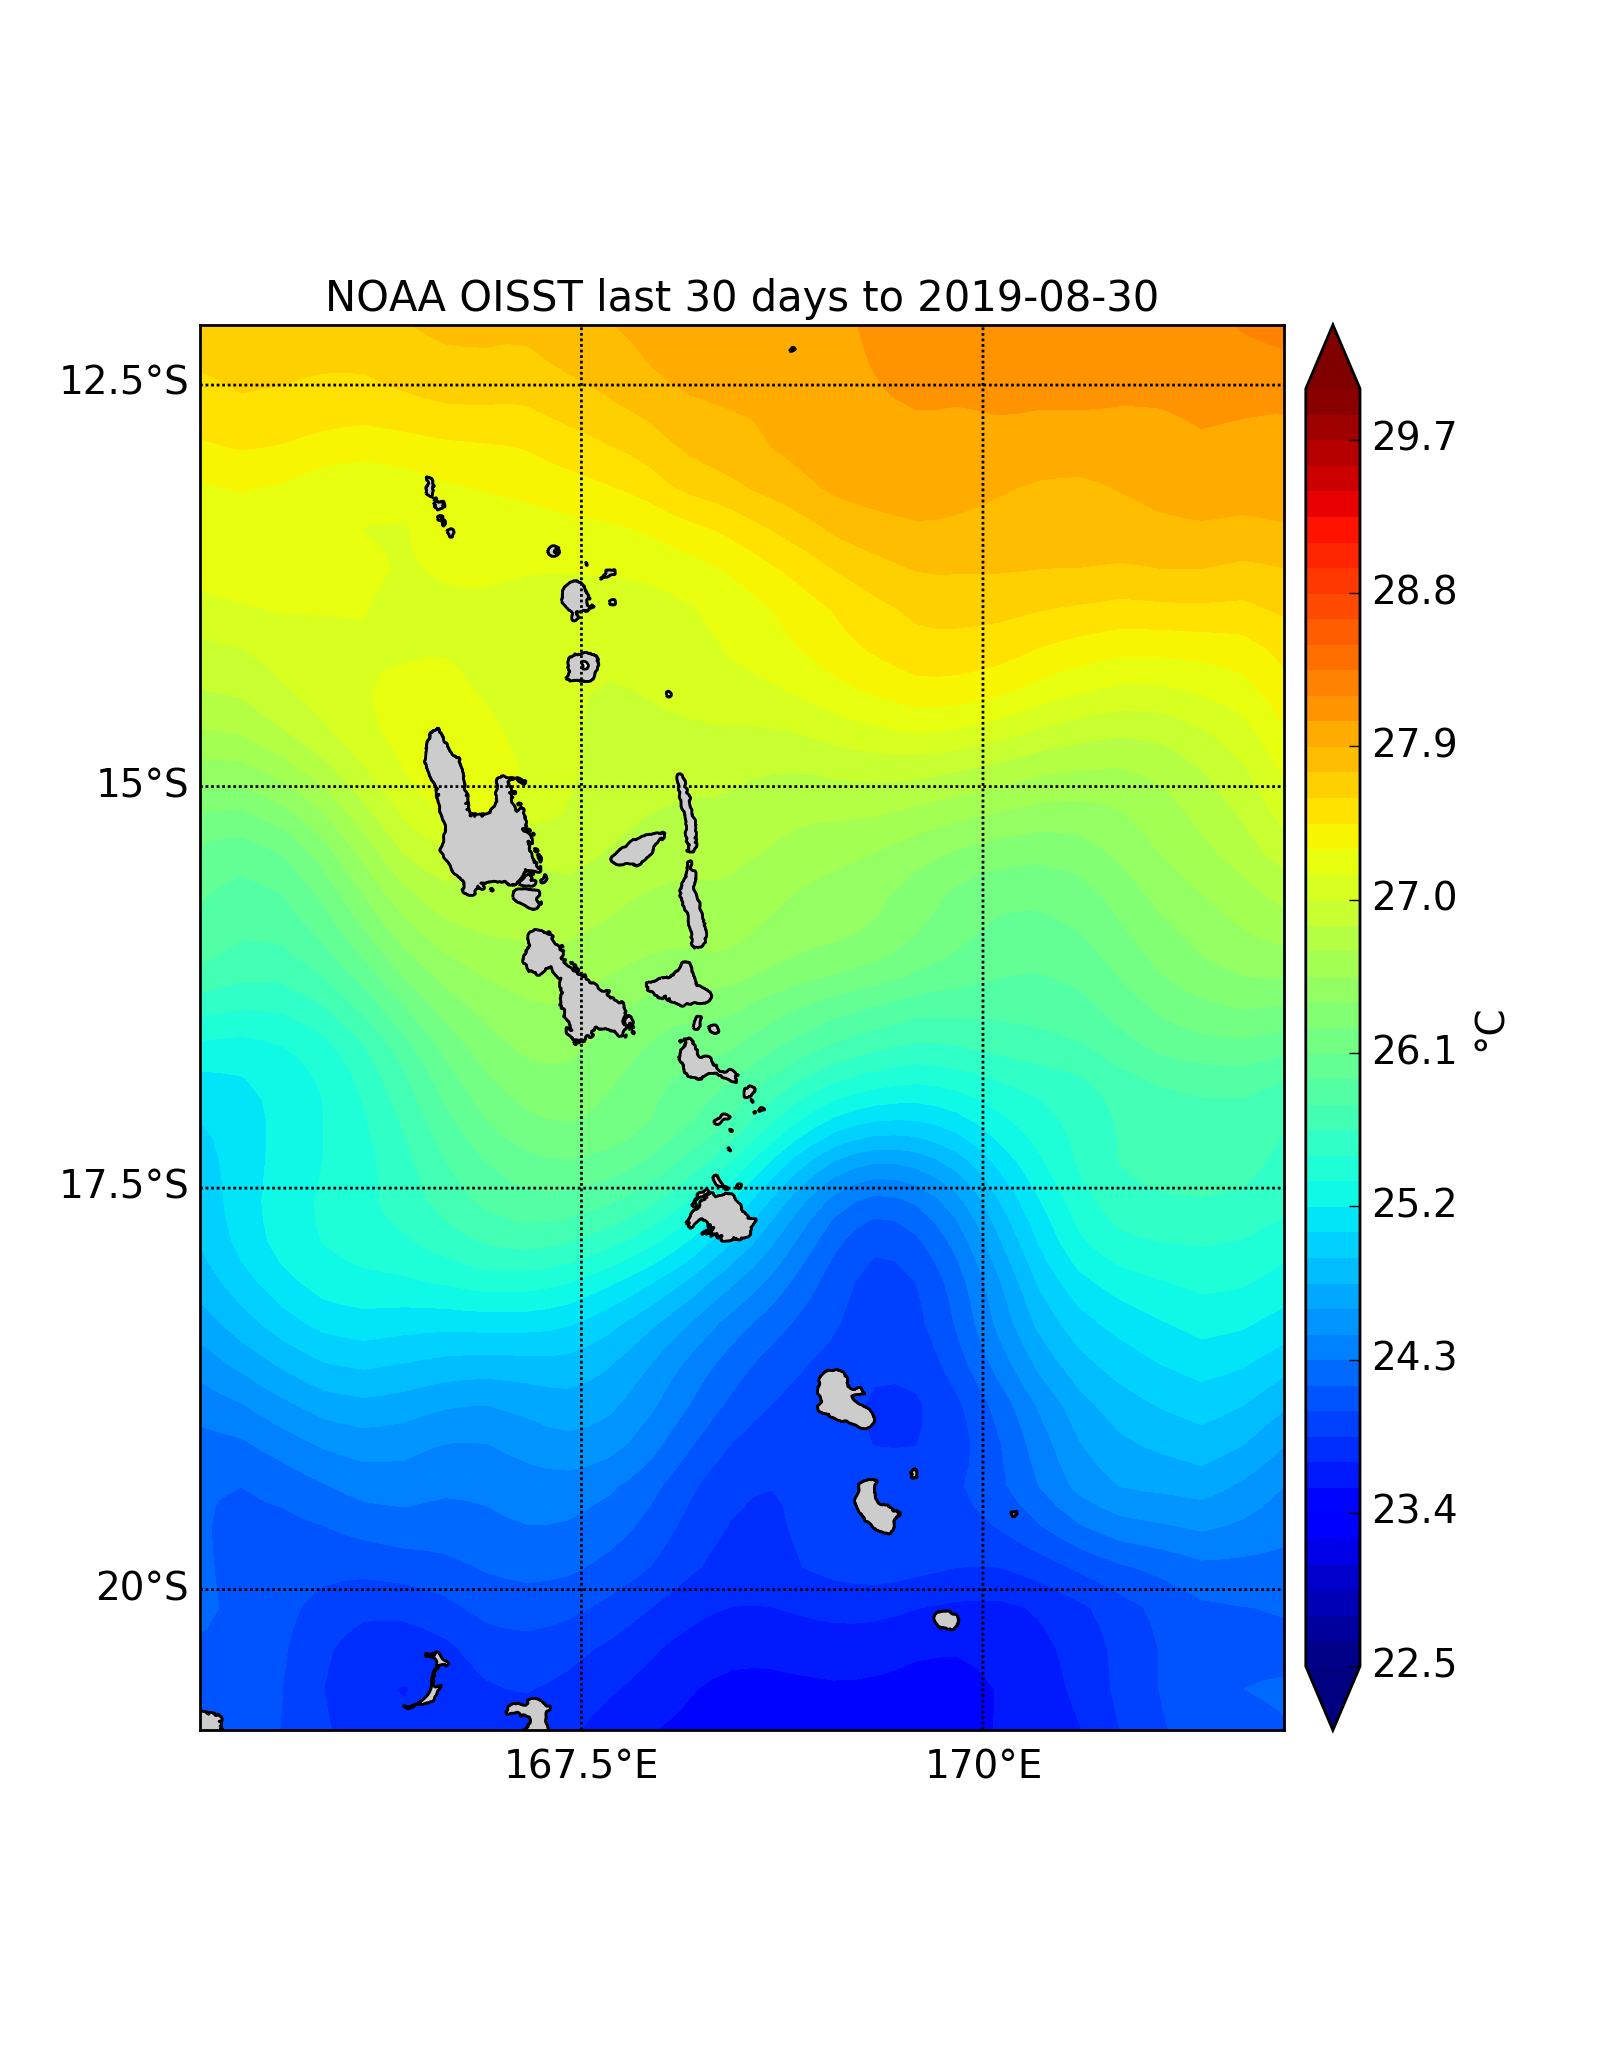 NOAA OISST last 30 days to 2019-08-30
12.5°S
15°S
17.5°S
20°S
167.5°E
170°E
29.7
28.8
27.9
27.0
26.1
25.2
24.3
23.4
22.5
°C